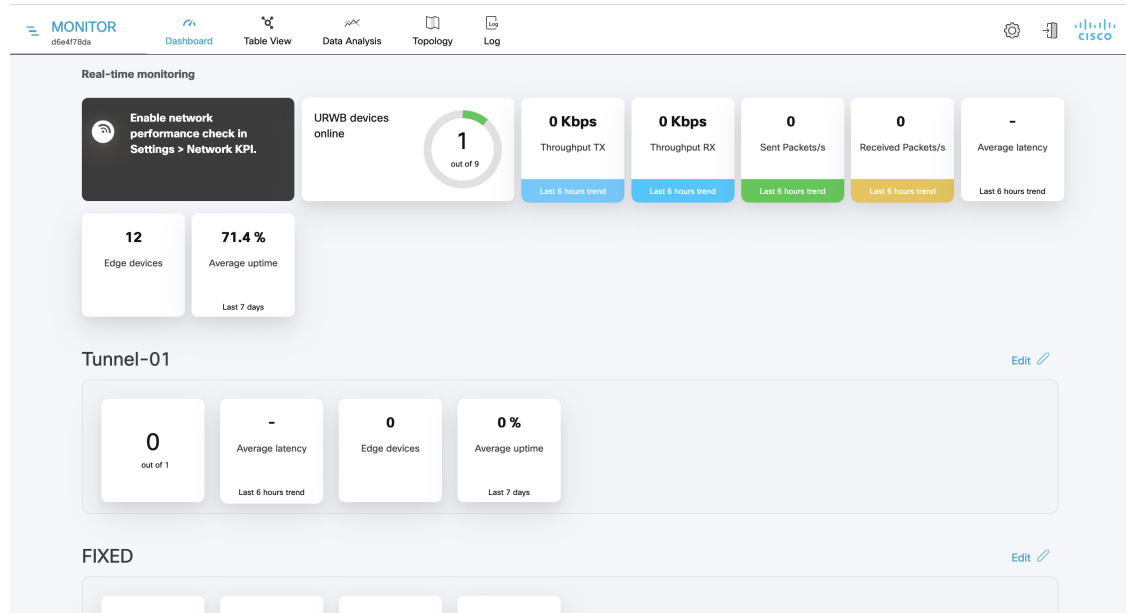 MONITOR
d6e4f78da
Dashboard
Table View
Data Analysis
Topology
Log
Log
CISCO
Real-time monitoring
Enable network
performance check in
Settings > Network KPI.
URWB devices
online
1
out of 9
0 Kbps
Throughput TX
Last 6 hours trend
0 Kbps
Throughput RX
Last 6 hours trend
0
Sent Packets/s
Last 6 hours trend
0
Received Packets/s
Last 6 hours trend
-
Average latency
Last 6 hours trend
12
Edge devices
71.4 %
Average uptime
Last 7 days
Tunnel-01
Edit
0
out of 1
-
Average latency
Last 6 hours trend
0
Edge devices
0 %
Average uptime
Last 7 days
FIXED
Edit